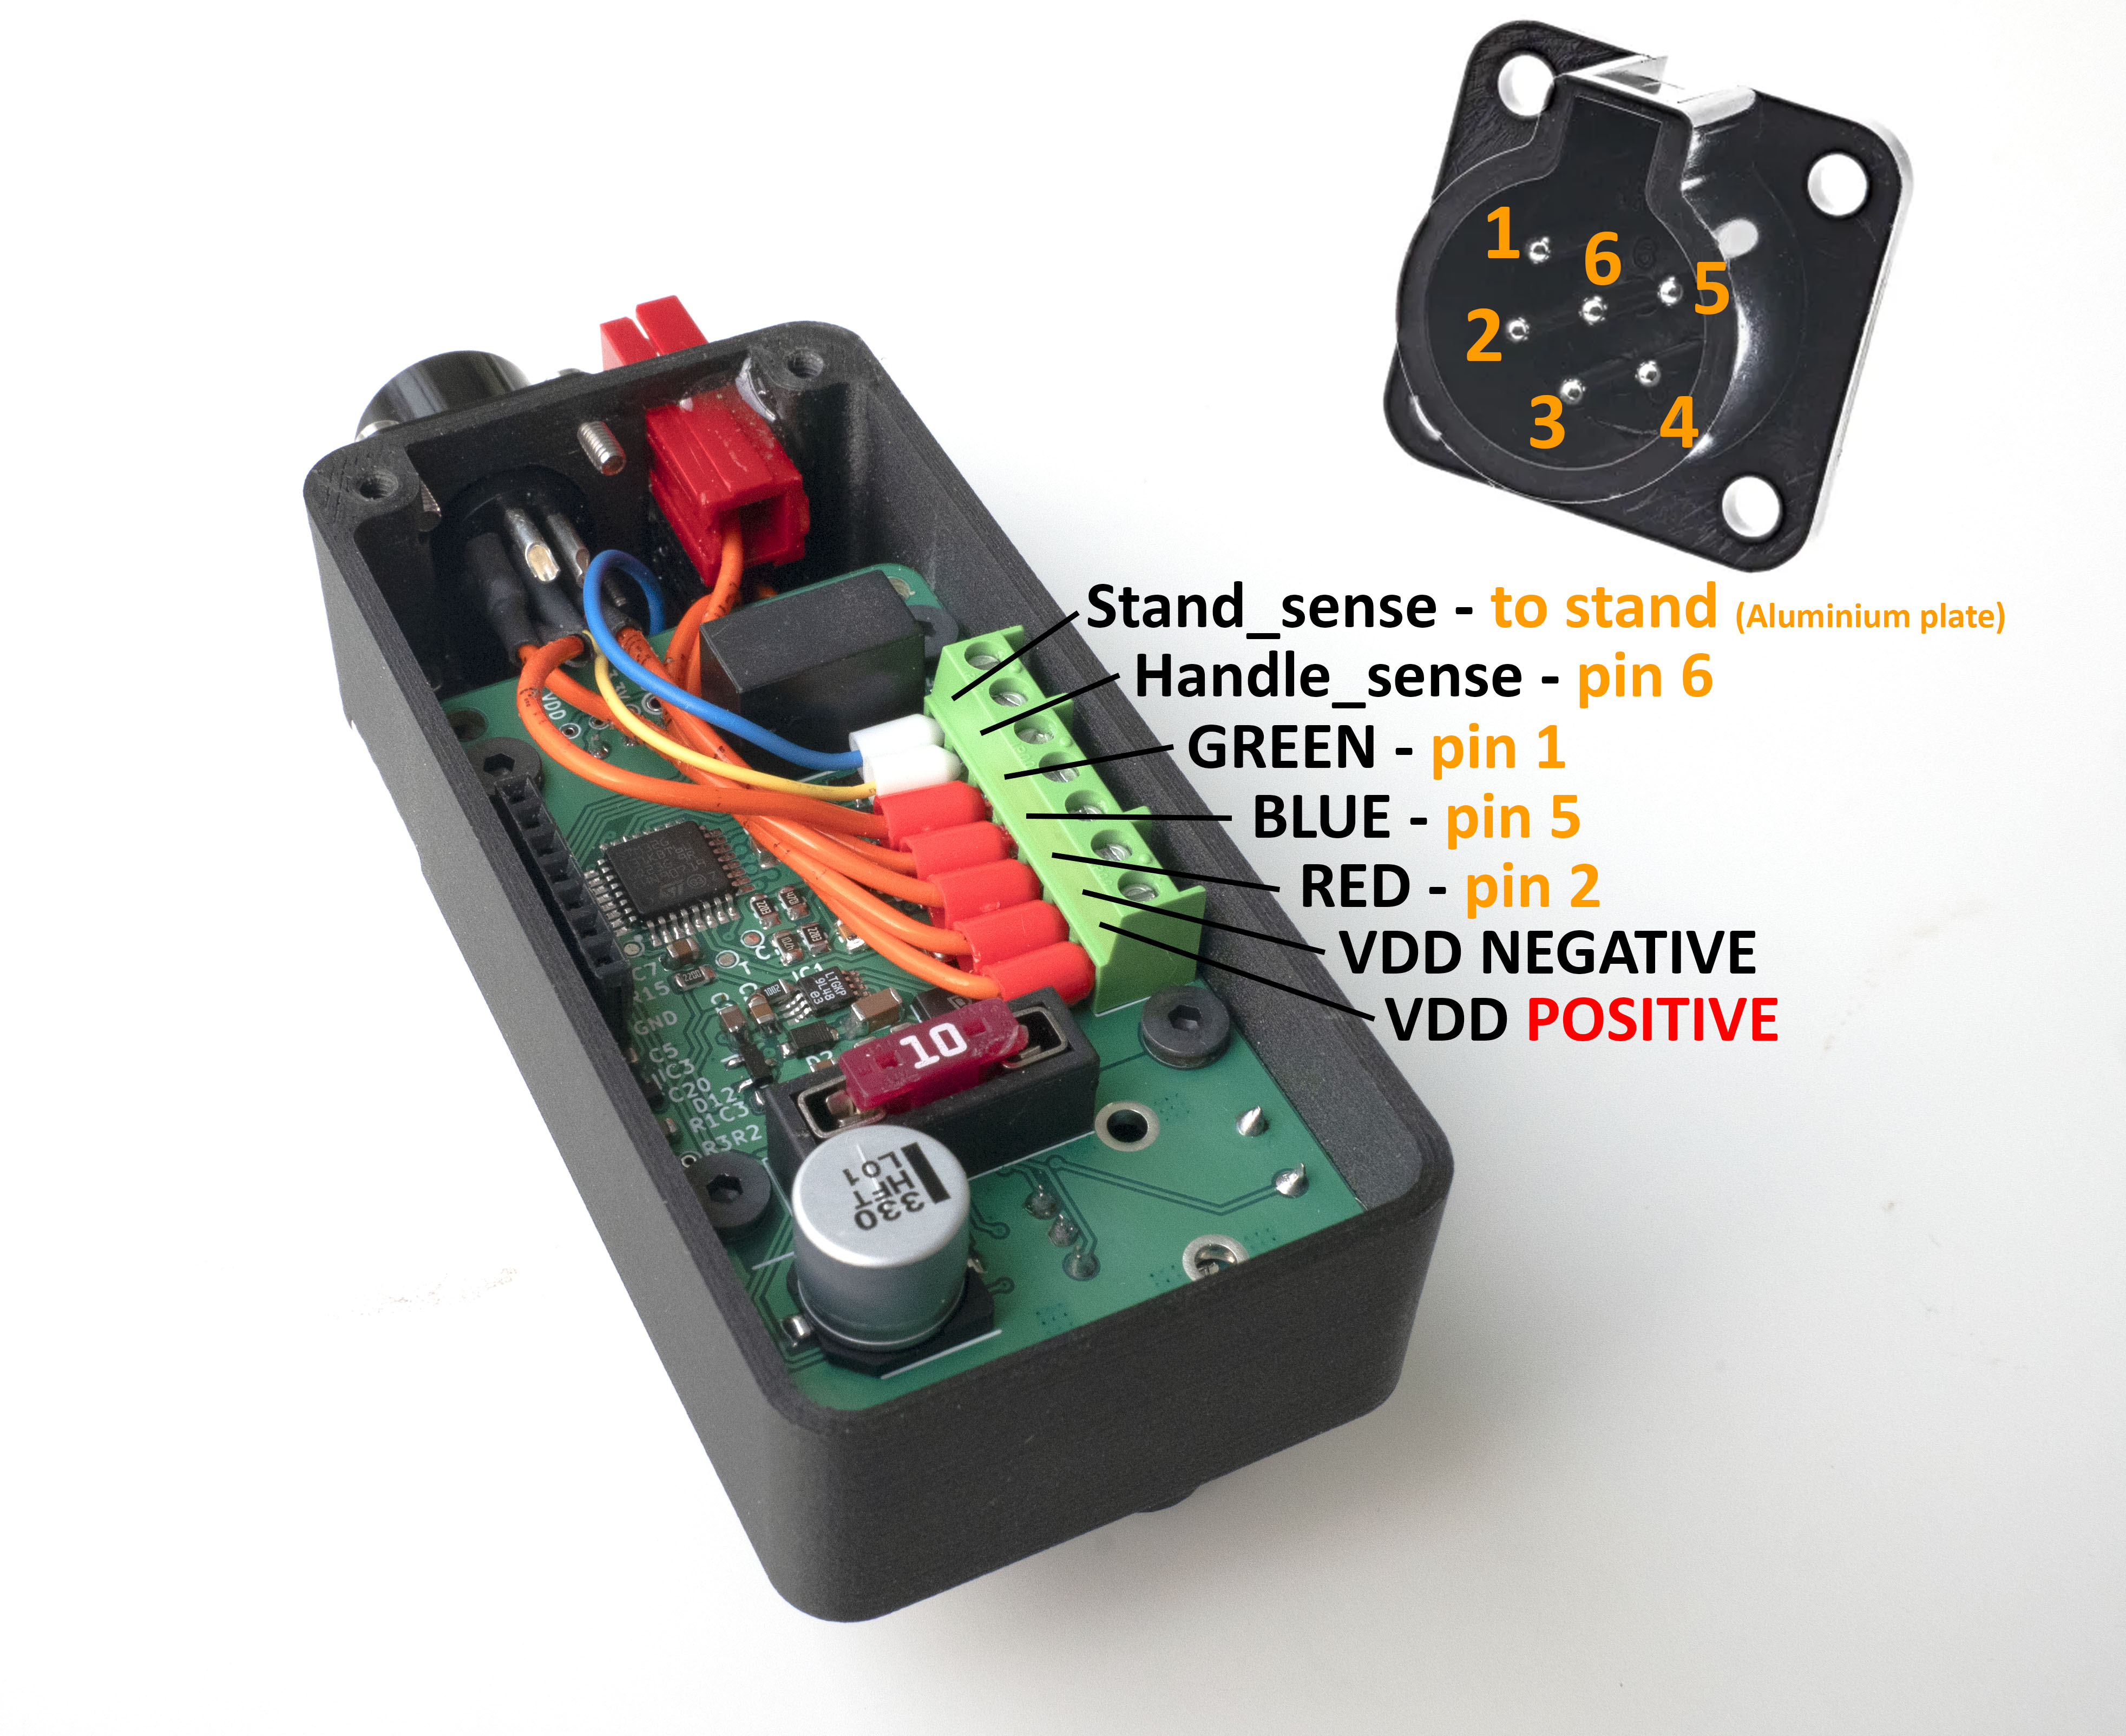 1
6
5
2
3
4
Stand_sense - to stand (Aluminium plate)
Handle_sense - pin 6
GREEN - pin 1
BLUE - pin 5
RED - pin 2
VDD NEGATIVE
VDD POSITIVE
VDD
C7
R15
GND
C5
IC3
C20
D12
R1C3
R3R2
10
330
HFT
L01